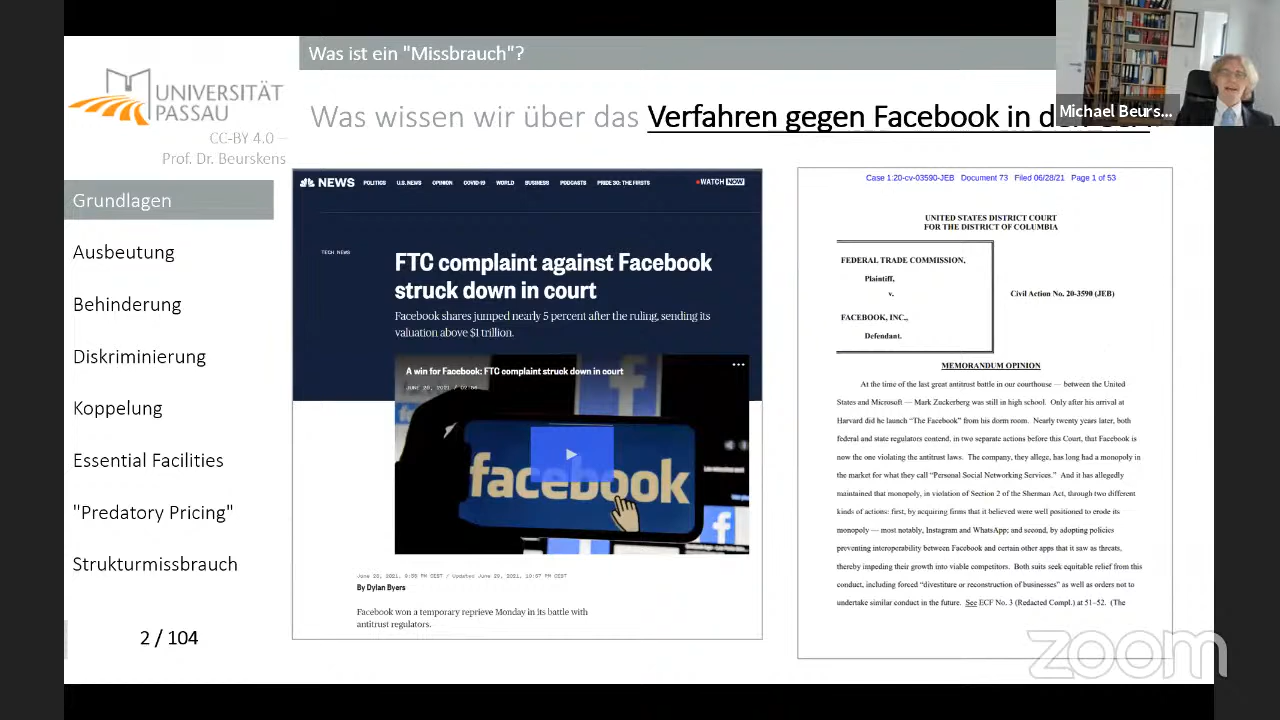 Was ist ein "Missbrauch"?
UNIVERSITÄT
PASSAU
CC-BY 4.0 –
Prof. Dr. Beurskens
Was wissen wir über das Verfahren gegen Facebook in
Michael Beurs...
Grundlagen
Ausbeutung
Behinderung
Diskriminierung
Koppelung
Essential Facilities
"Predatory Pricing"
Strukturmissbrauch
2 / 104
NEWS POLITICS U.S. NEWS OPINION COVID-19 WORLD BUSINESS PODCASTS PRIDE 30: THE FIRSTS WATCH NOW
TECH NEWS
FTC complaint against Facebook
struck down in court
Facebook shares jumped nearly 5 percent after the ruling, sending its
valuation above $1 trillion.
A win for Facebook: FTC complaint struck down in court
facebook
By Dylan Byers
Facebook won a temporary reprieve Monday in its battle with
antitrust regulators.
Case 1:20-cv-03590-JEB Document 73 Filed 06/28/21 Page 1 of 53
UNITED STATES DISTRICT COURT
FOR THE DISTRICT OF COLUMBIA
FEDERAL TRADE COMMISSION,
Plaintiff,
v.
FACEBOOK, INC.,
Defendant.
Civil Action No. 20-3590 (JEB)
MEMORANDUM OPINION
At the time of the last great antitrust battle in our courthouse — between the United
States and Microsoft — Mark Zuckerberg was still in high school. Only after his arrival at
Harvard did he launch “The Facebook” from his dorm room. Nearly twenty years later, both
federal and state regulators contend, in two separate actions before this Court, that Facebook is
now the one violating the antitrust laws. The company, they allege, has long had a monopoly in
the market for what they call “Personal Social Networking Services.” And it has allegedly
maintained that monopoly, in violation of Section 2 of the Sherman Act, through two different
kinds of actions: first, by acquiring firms that it believed were well positioned to erode its
monopoly — most notably, Instagram and WhatsApp; and second, by adopting policies
preventing interoperability between Facebook and certain other apps that it saw as threats,
thereby impeding their growth into viable competitors. Both suits seek equitable relief from this
conduct, including forced “divestiture or reconstruction of businesses” as well as orders not to
undertake similar conduct in the future. See ECF No. 3 (Redacted Compl.) at 51–52. (The
zoom